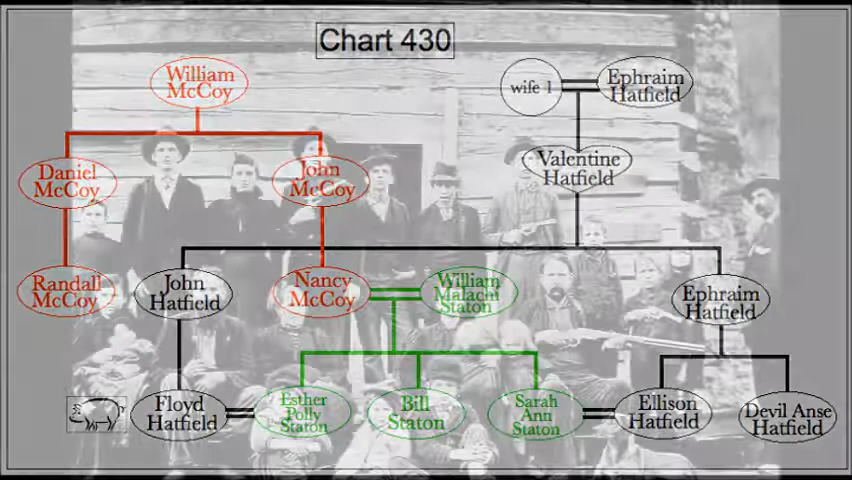 Chart 430
William
McCoy
wife 1
Ephraim
Hatfield
Daniel
McCoy
John
McCoy
Valentine
Hatfield
Randall
McCoy
John
Hatfield
Nancy
McCoy
William
Malachi
Staton
Ephraim
Hatfield
Floyd
Hatfield
Esther
Polly
Staton
Bill
Staton
Sarah
Ann
Staton
Ellison
Hatfield
Devil Anse
Hatfield